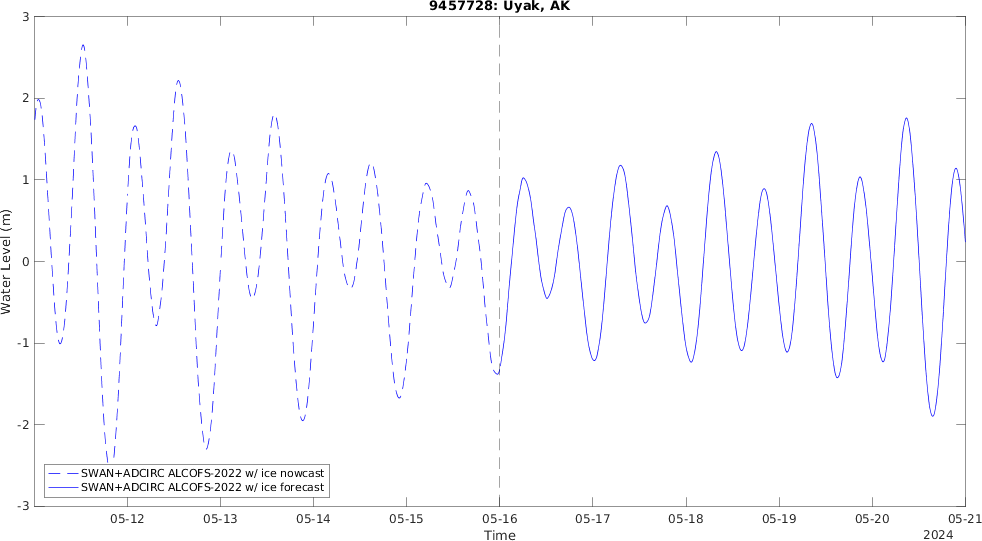 9457728: Uyak, AK
3
2
1
0
-1
-2
-3
Water Level (m)
SWAN+ADCIRC ALCOFS-2022 w/ ice nowcast
SWAN+ADCIRC ALCOFS-2022 w/ ice forecast
05-12 05-13 05-14 05-15 05-16 05-17 05-18 05-19 05-20 05-21
Time
2024